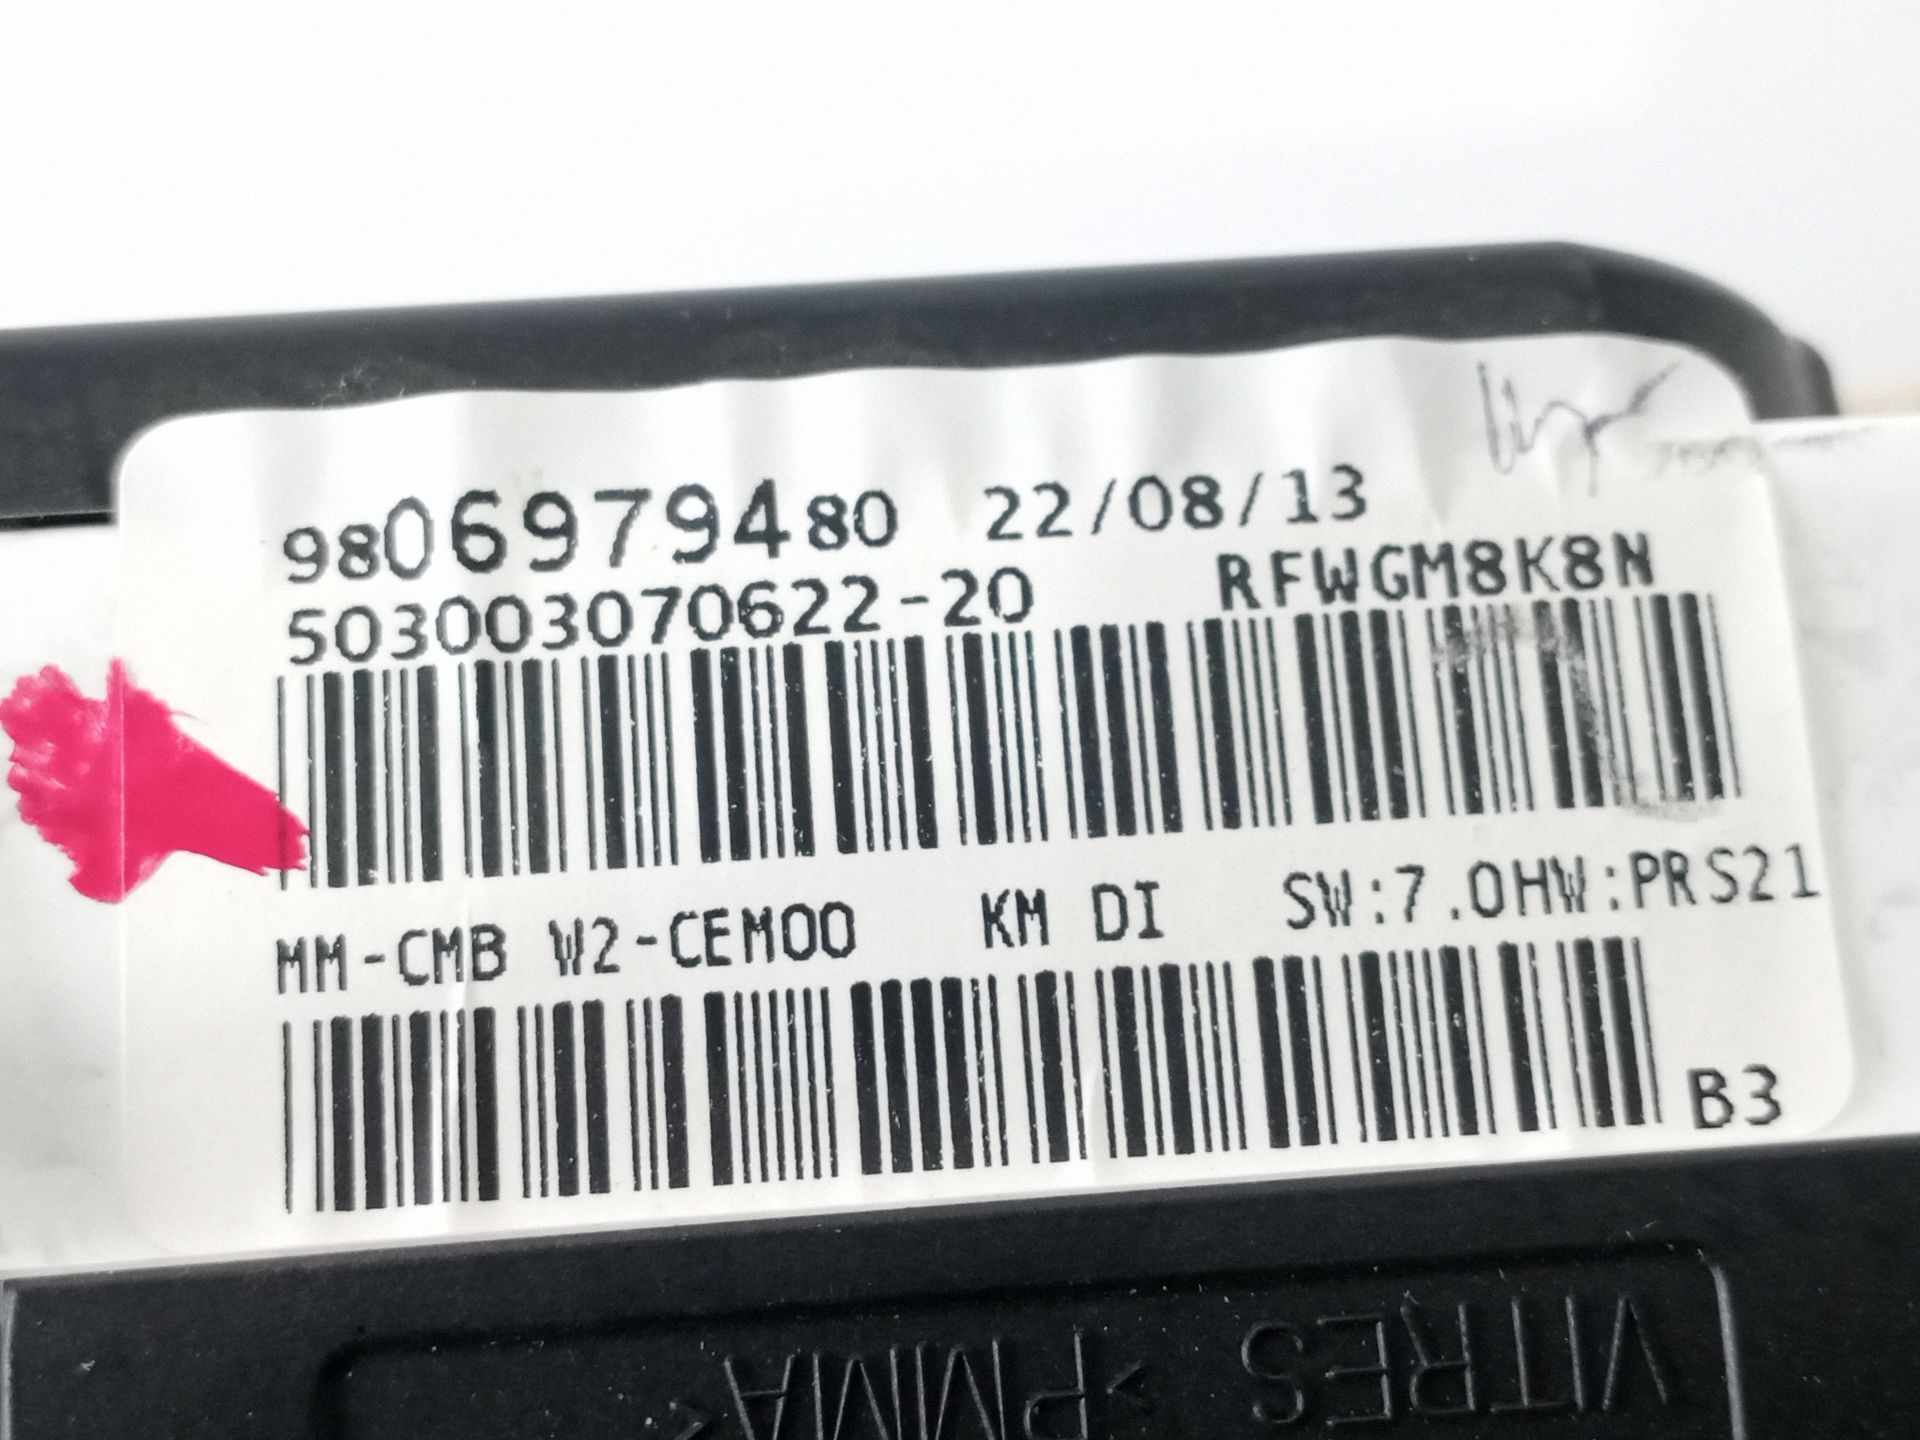 9806979480 22/08/13
503003070622-20 RFWGM8K8N
MM-CMB W2-CEM00 KM DI SW:7.0HW:PRS21
B3
VITRES >PMMA<